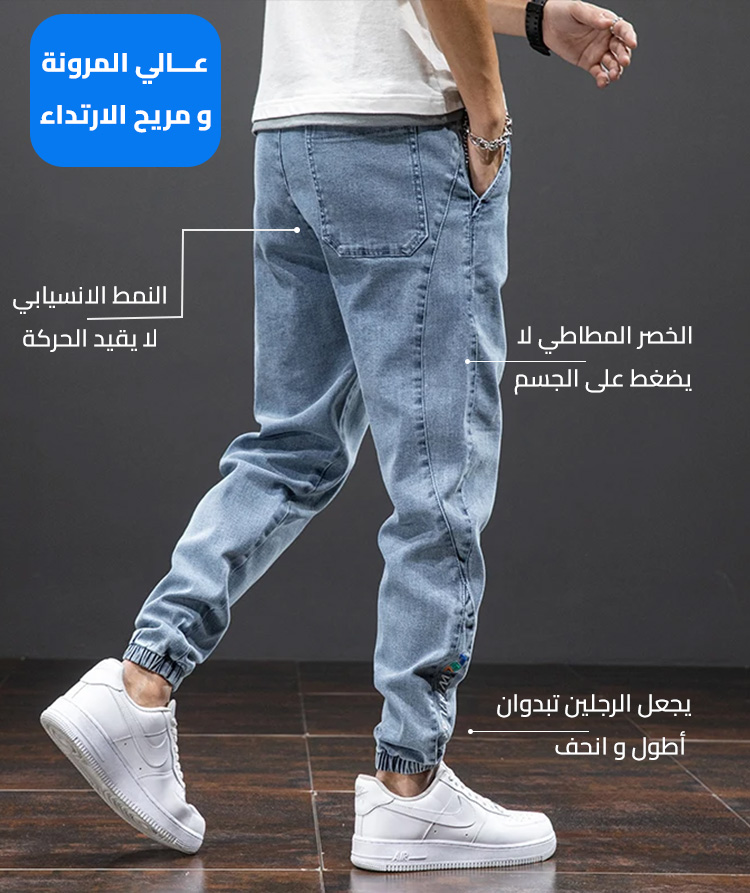 عـــالي المرونة
و مريح الارتداء
النمط الانسيابي
لا يقيد الحركة
الخصر المطاطي لا
يضغط على الجسم
يجعل الرجلين تبدوان
أطول و انحف
AIR